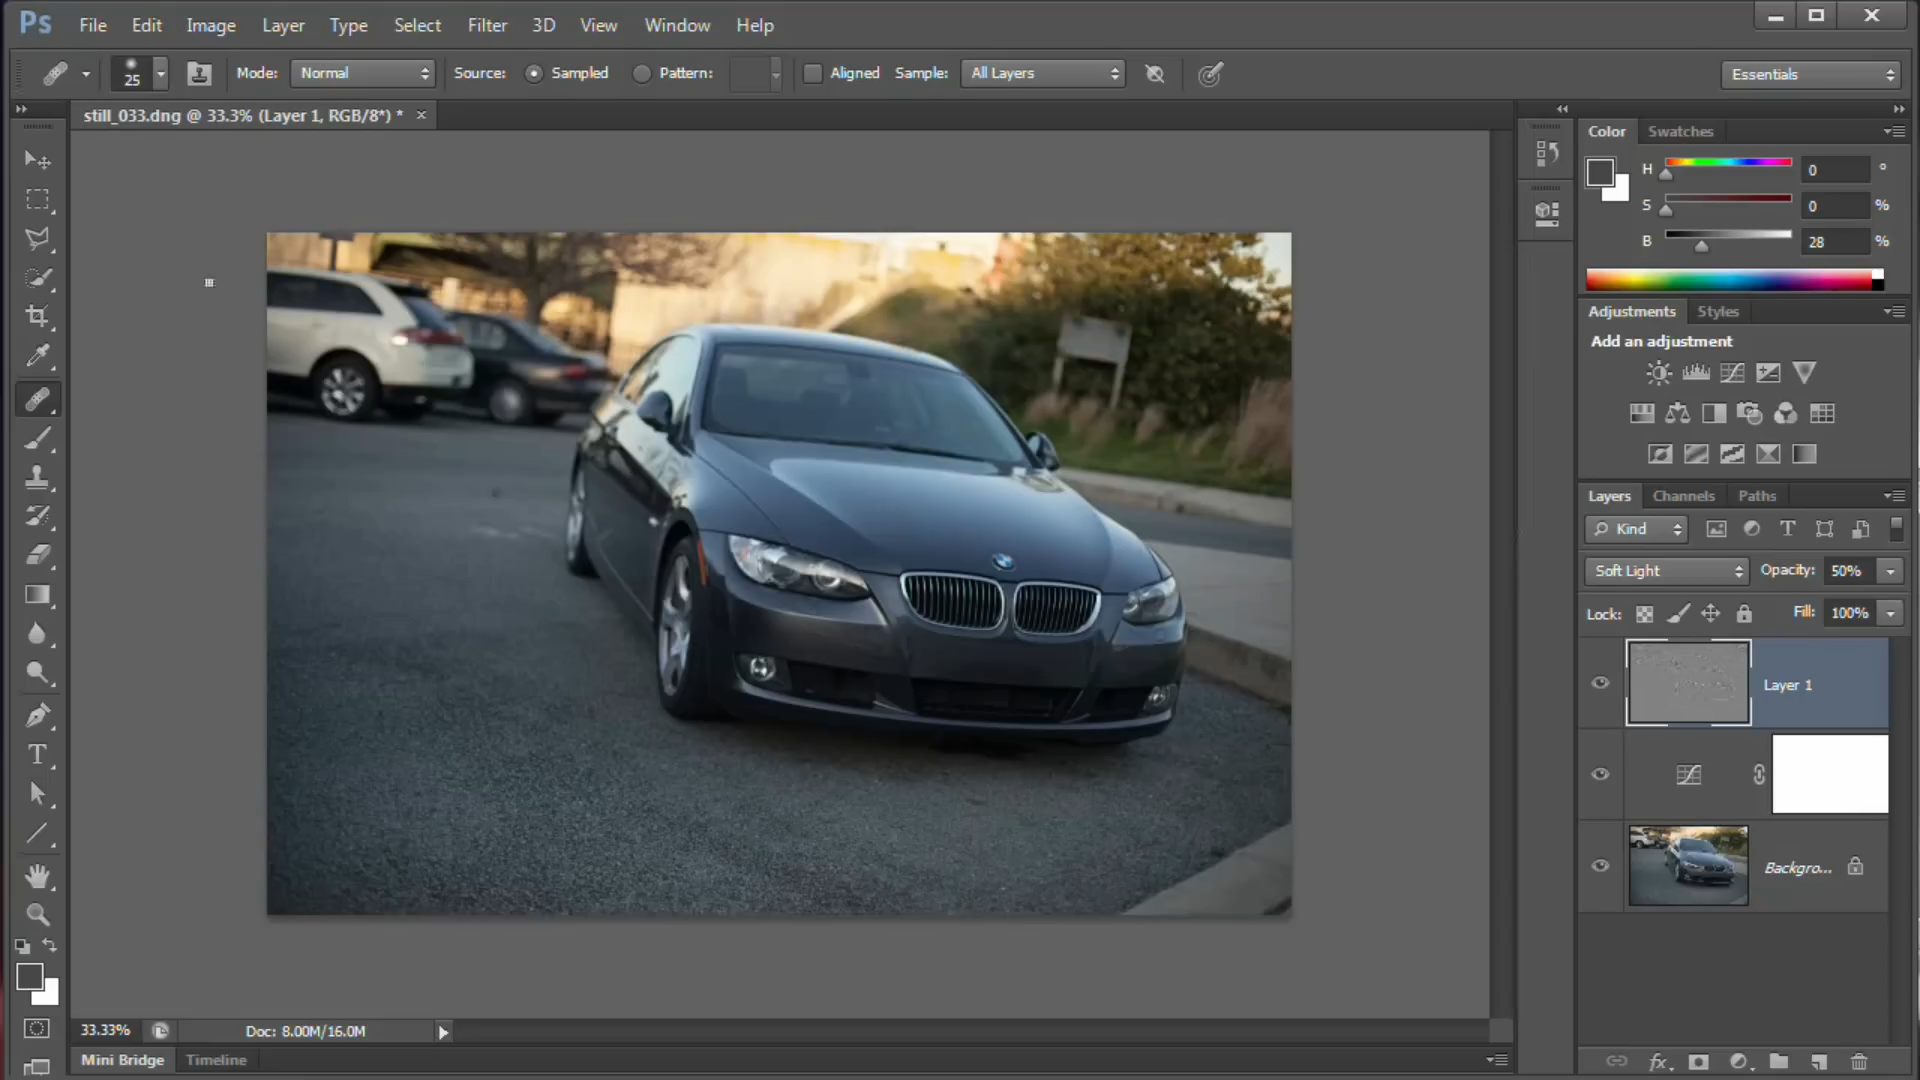 Ps File Edit Image Layer Type Select Filter 3D View Window Help
25 Mode: Normal Source: Sampled Pattern: Aligned Sample: All Layers Essentials
still_033.dng @ 33.3% (Layer 1, RGB/8*) * ×
Color Swatches
H 0 °
S 0 %
B 28 %
Adjustments Styles
Add an adjustment
Layers Channels Paths
Kind
Soft Light Opacity: 50%
Lock: Fill: 100%
Layer 1
Backgro...
33.33% Doc: 8.00M/16.0M
Mini Bridge Timeline